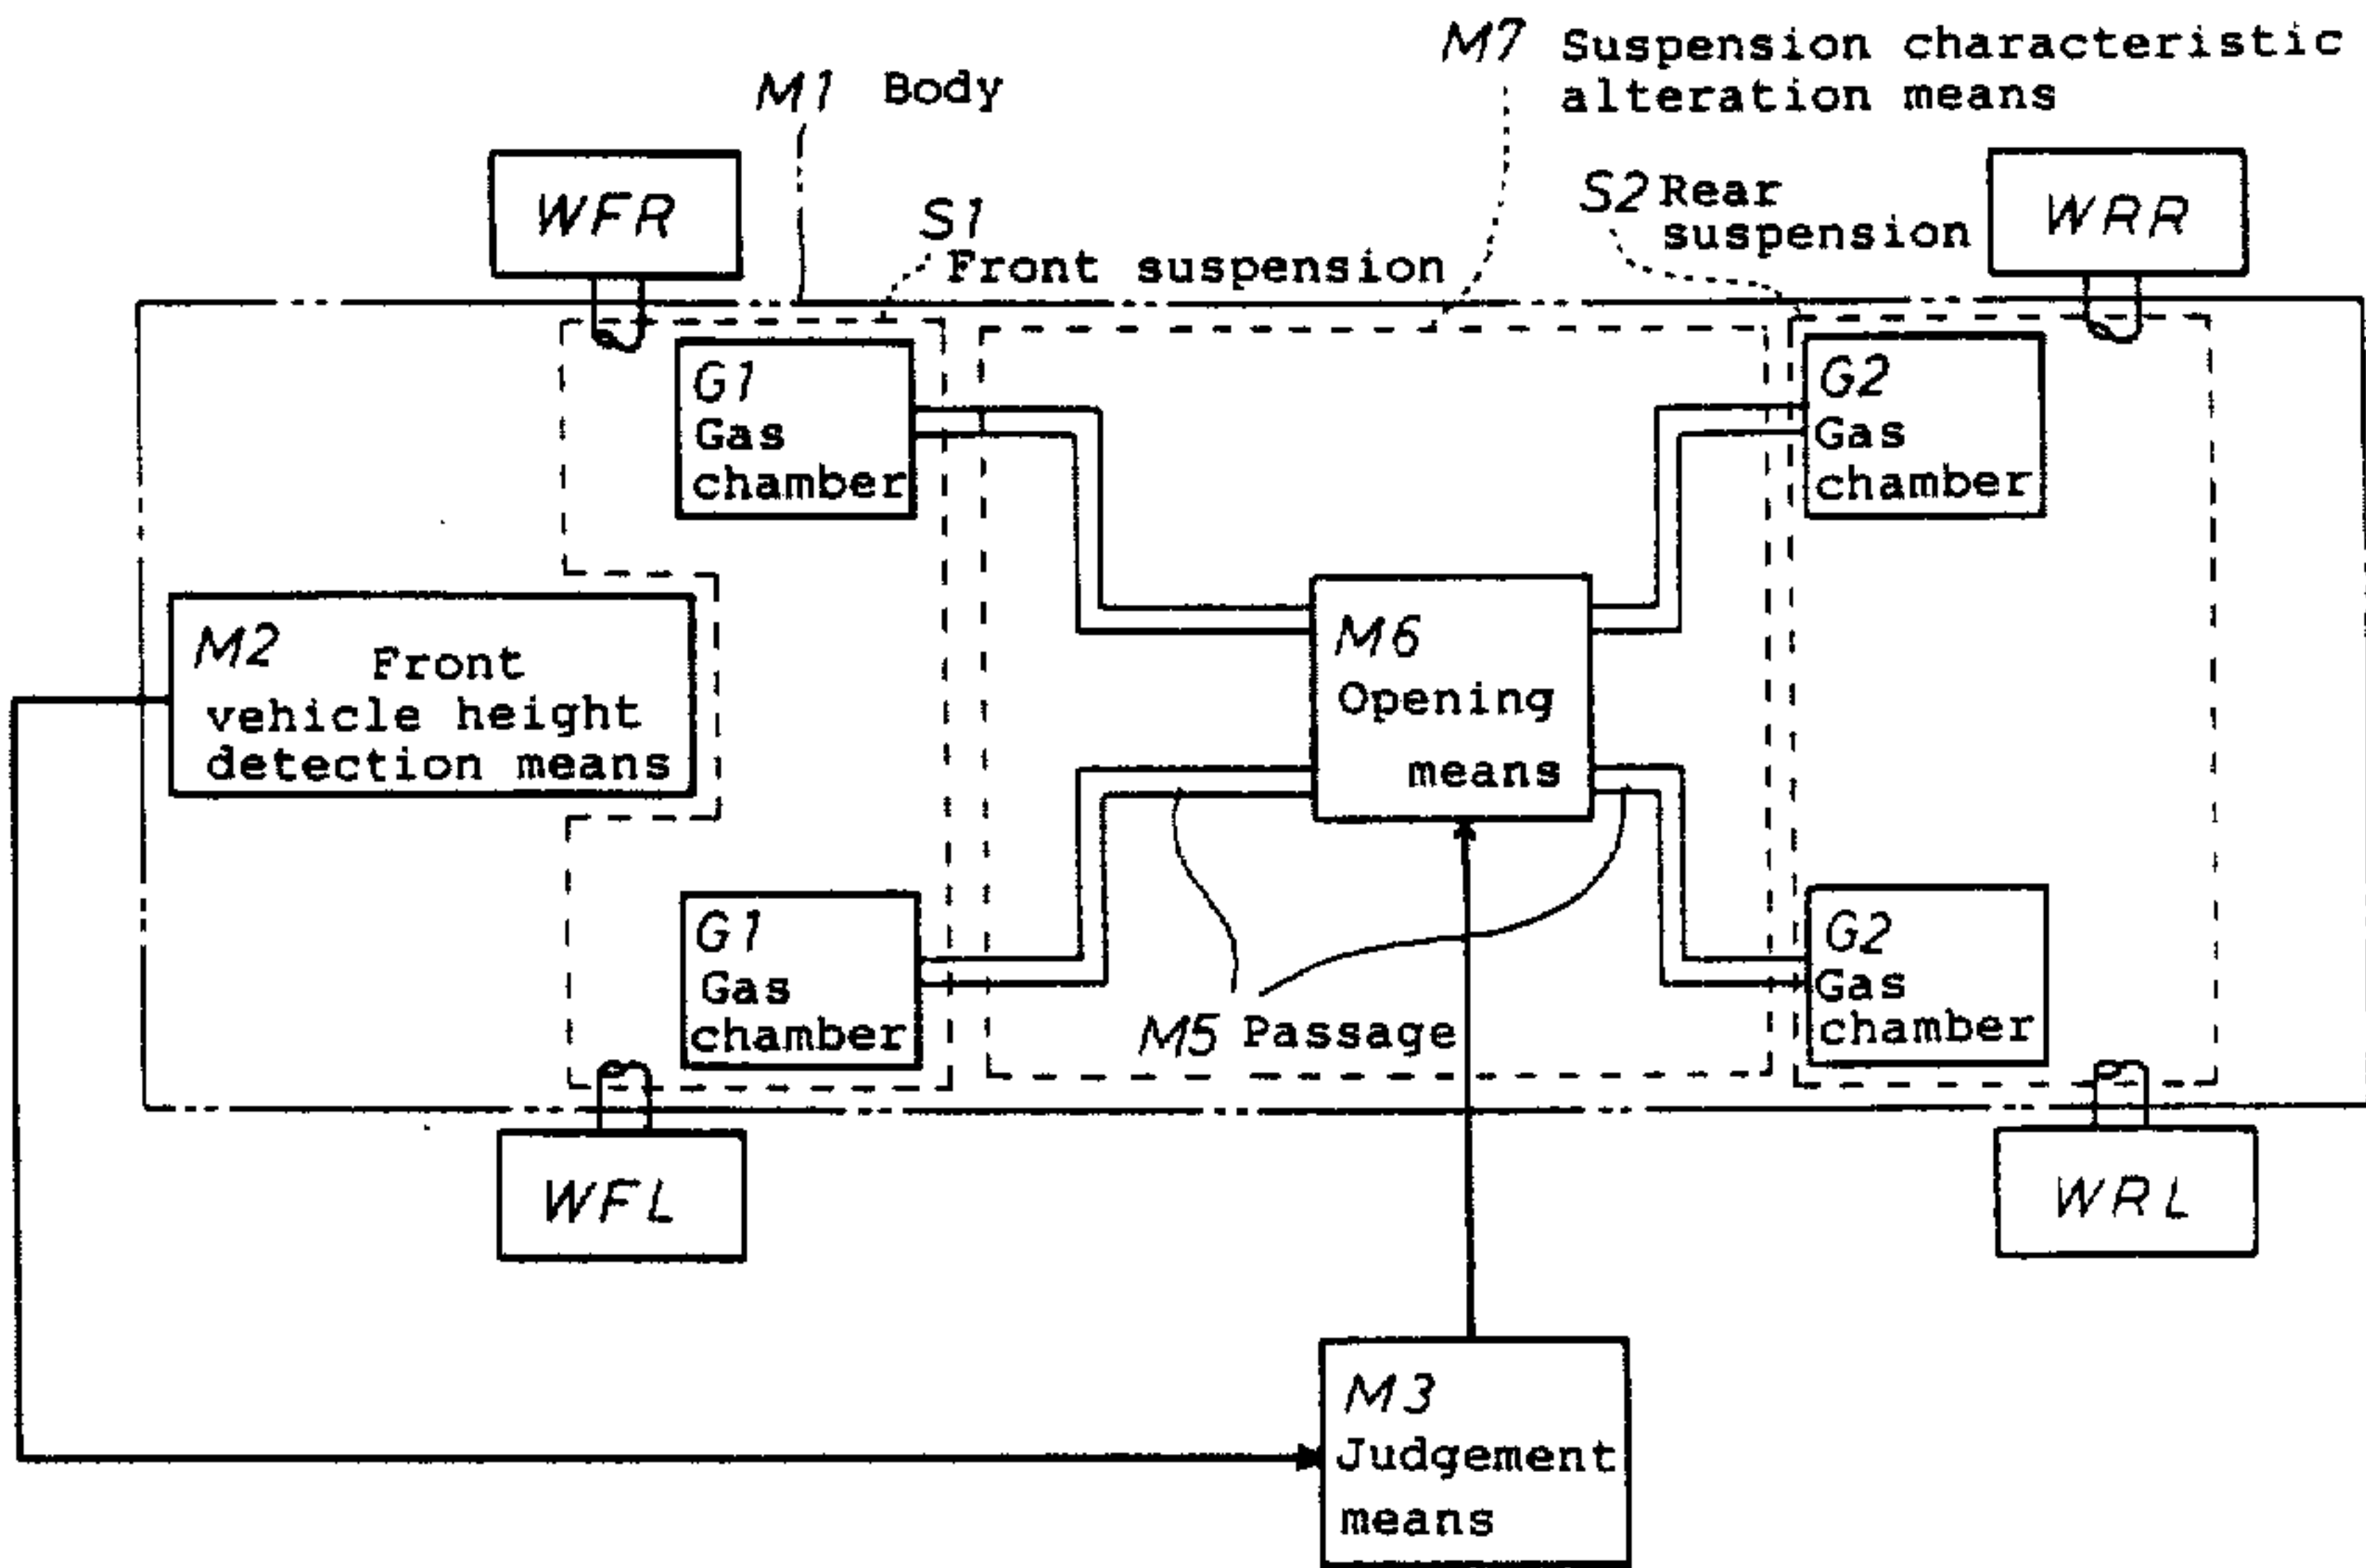 M7 Suspension characteristic
alteration means
M1 Body
S2 Rear
suspension
WFR
S1
Front suspension
WRR
G1
Gas
chamber
G2
Gas
chamber
M2 Front
vehicle height
detection means
M6
Opening
means
G1
Gas
chamber
G2
Gas
chamber
M5 Passage
WFL
WRL
M3
Judgement
means